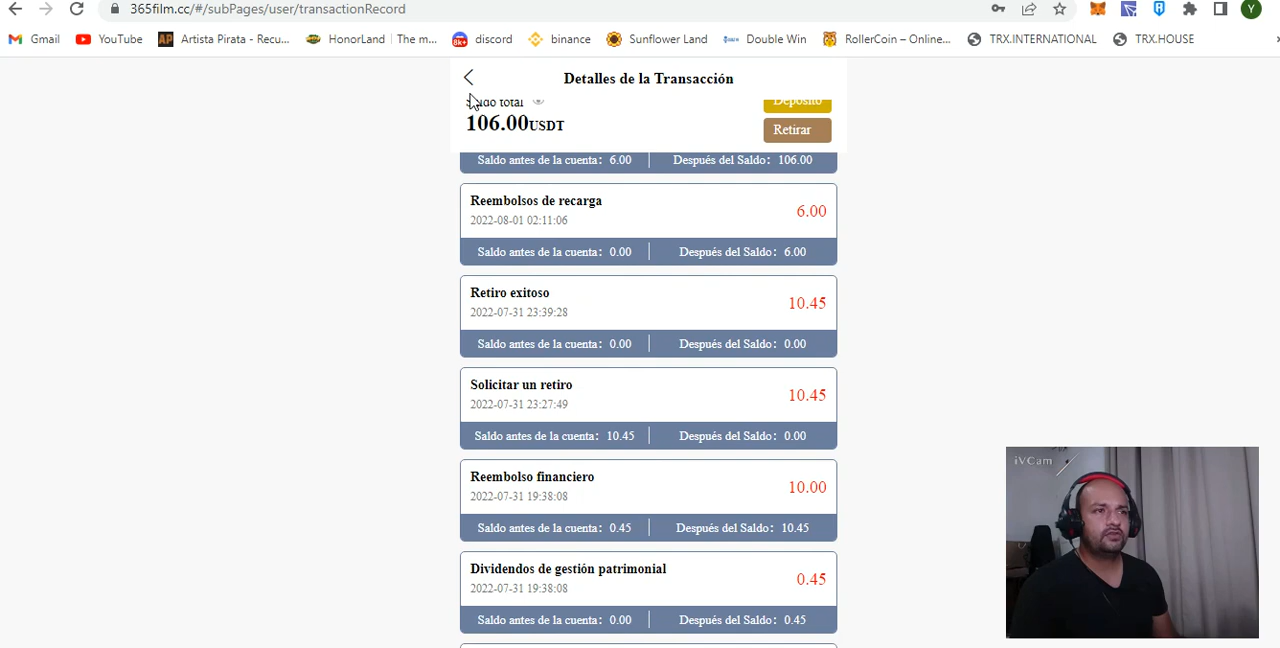 365film.cc/#/subPages/user/transactionRecord
Y
Gmail YouTube AP Artista Pirata - Recu... HonorLand | The m... 8k+ discord binance Sunflower Land Double Win RollerCoin – Online... TRX.INTERNATIONAL TRX.HOUSE
Detalles de la Transacción
Saldo total
Depósito
106.00USDT
Retirar
Saldo antes de la cuenta: 6.00 Después del Saldo: 106.00
Reembolsos de recarga
2022-08-01 02:11:06
6.00
Saldo antes de la cuenta: 0.00 Después del Saldo: 6.00
Retiro exitoso
2022-07-31 23:39:28
10.45
Saldo antes de la cuenta: 0.00 Después del Saldo: 0.00
Solicitar un retiro
2022-07-31 23:27:49
10.45
Saldo antes de la cuenta: 10.45 Después del Saldo: 0.00
Reembolso financiero
2022-07-31 19:38:08
10.00
Saldo antes de la cuenta: 0.45 Después del Saldo: 10.45
Dividendos de gestión patrimonial
2022-07-31 19:38:08
0.45
Saldo antes de la cuenta: 0.00 Después del Saldo: 0.45
iVCam